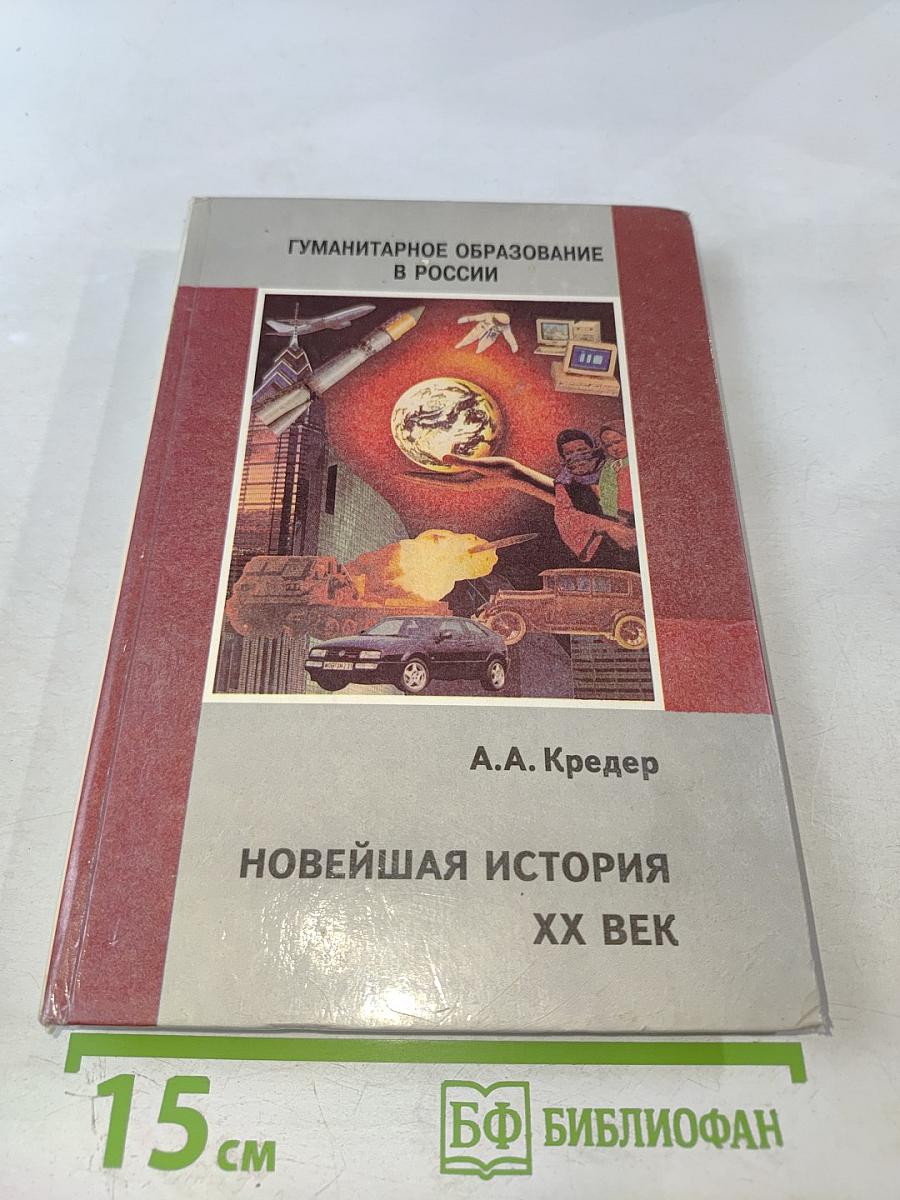 ГУМАНИТАРНОЕ ОБРАЗОВАНИЕ
В РОССИИ
А.А. Кредер
НОВЕЙШАЯ ИСТОРИЯ
XX ВЕК
15 см
БФ БИБЛИОФАН